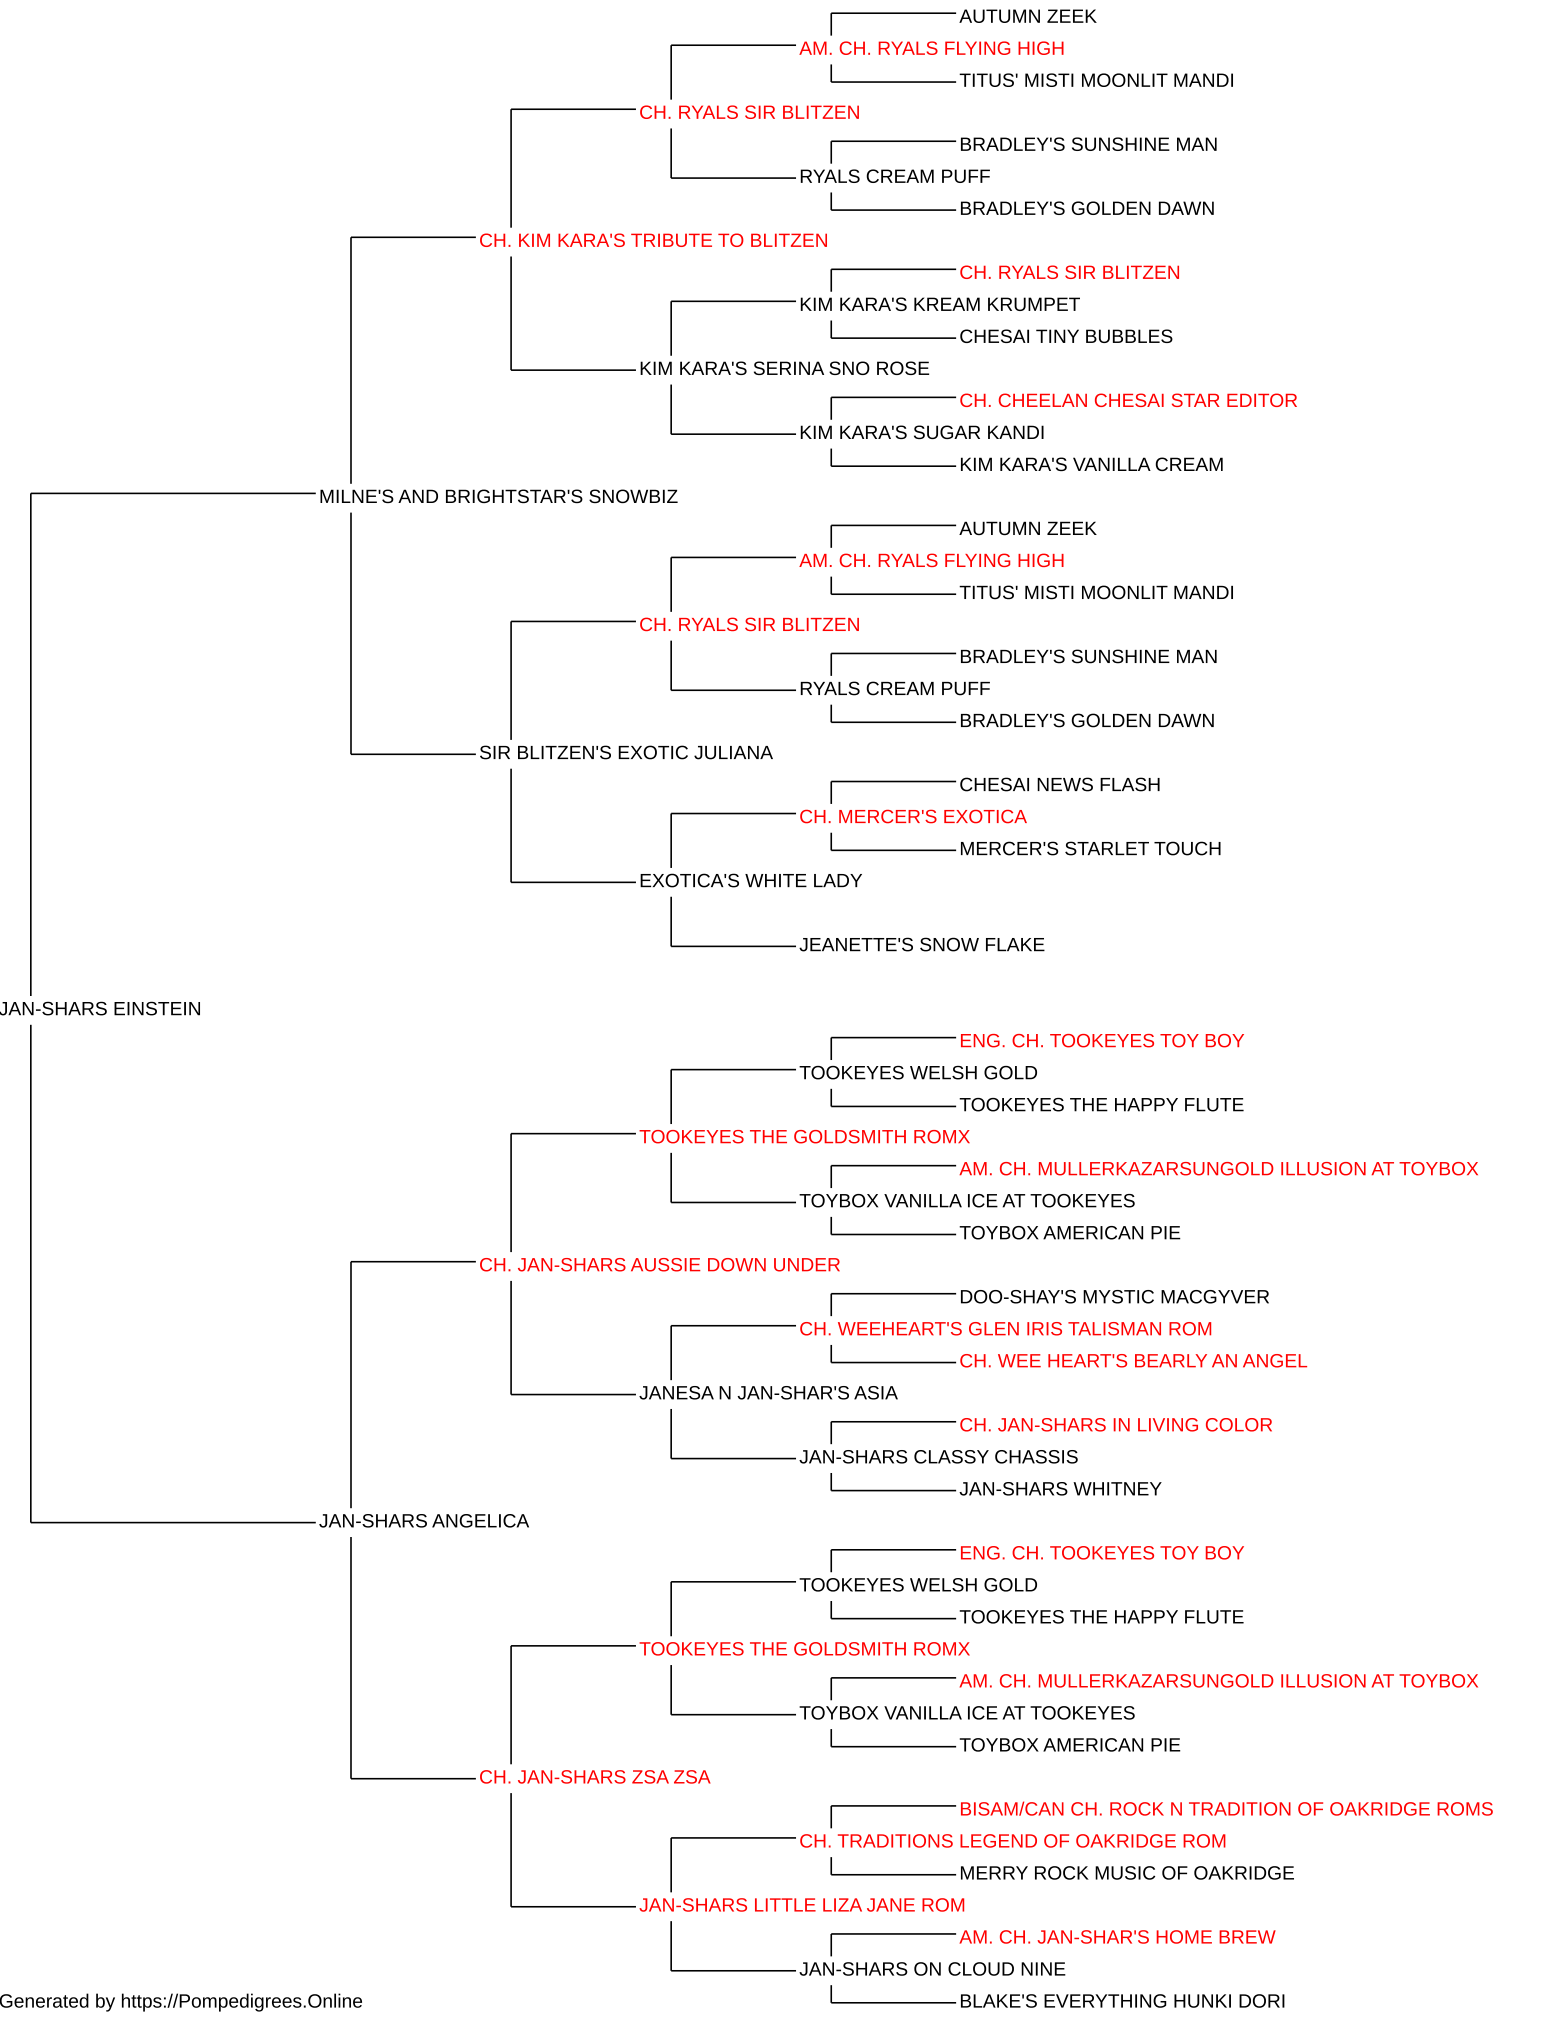 AUTUMN ZEEK
AM. CH. RYALS FLYING HIGH
TITUS' MISTI MOONLIT MANDI
CH. RYALS SIR BLITZEN
BRADLEY'S SUNSHINE MAN
RYALS CREAM PUFF
BRADLEY'S GOLDEN DAWN
CH. KIM KARA'S TRIBUTE TO BLITZEN
CH. RYALS SIR BLITZEN
KIM KARA'S KREAM KRUMPET
CHESAI TINY BUBBLES
KIM KARA'S SERINA SNO ROSE
CH. CHEELAN CHESAI STAR EDITOR
KIM KARA'S SUGAR KANDI
KIM KARA'S VANILLA CREAM
MILNE'S AND BRIGHTSTAR'S SNOWBIZ
AUTUMN ZEEK
AM. CH. RYALS FLYING HIGH
TITUS' MISTI MOONLIT MANDI
CH. RYALS SIR BLITZEN
BRADLEY'S SUNSHINE MAN
RYALS CREAM PUFF
BRADLEY'S GOLDEN DAWN
SIR BLITZEN'S EXOTIC JULIANA
CHESAI NEWS FLASH
CH. MERCER'S EXOTICA
MERCER'S STARLET TOUCH
EXOTICA'S WHITE LADY
JEANETTE'S SNOW FLAKE
JAN-SHARS EINSTEIN
ENG. CH. TOOKEYES TOY BOY
TOOKEYES WELSH GOLD
TOOKEYES THE HAPPY FLUTE
TOOKEYES THE GOLDSMITH ROMX
AM. CH. MULLERKAZARSUNGOLD ILLUSION AT TOYBOX
TOYBOX VANILLA ICE AT TOOKEYES
TOYBOX AMERICAN PIE
CH. JAN-SHARS AUSSIE DOWN UNDER
DOO-SHAY'S MYSTIC MACGYVER
CH. WEEHEART'S GLEN IRIS TALISMAN ROM
CH. WEE HEART'S BEARLY AN ANGEL
JANESA N JAN-SHAR'S ASIA
CH. JAN-SHARS IN LIVING COLOR
JAN-SHARS CLASSY CHASSIS
JAN-SHARS WHITNEY
JAN-SHARS ANGELICA
ENG. CH. TOOKEYES TOY BOY
TOOKEYES WELSH GOLD
TOOKEYES THE HAPPY FLUTE
TOOKEYES THE GOLDSMITH ROMX
AM. CH. MULLERKAZARSUNGOLD ILLUSION AT TOYBOX
TOYBOX VANILLA ICE AT TOOKEYES
TOYBOX AMERICAN PIE
CH. JAN-SHARS ZSA ZSA
BISAM/CAN CH. ROCK N TRADITION OF OAKRIDGE ROMS
CH. TRADITIONS LEGEND OF OAKRIDGE ROM
MERRY ROCK MUSIC OF OAKRIDGE
JAN-SHARS LITTLE LIZA JANE ROM
AM. CH. JAN-SHAR'S HOME BREW
JAN-SHARS ON CLOUD NINE
BLAKE'S EVERYTHING HUNKI DORI
Generated by https://Pompedigrees.Online